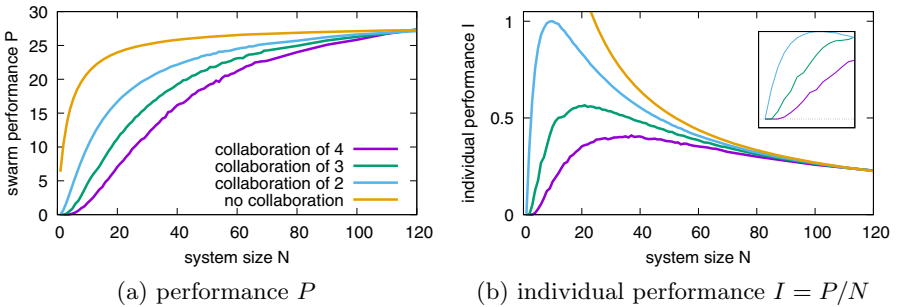 30
25
20
15
10
5
0
swarm performance P
collaboration of 4
collaboration of 3
collaboration of 2
no collaboration
0 20 40 60 80 100 120
system size N
(a) performance P
1
0.5
0
individual performance I
0 20 40 60 80 100 120
system size N
(b) individual performance I = P/N